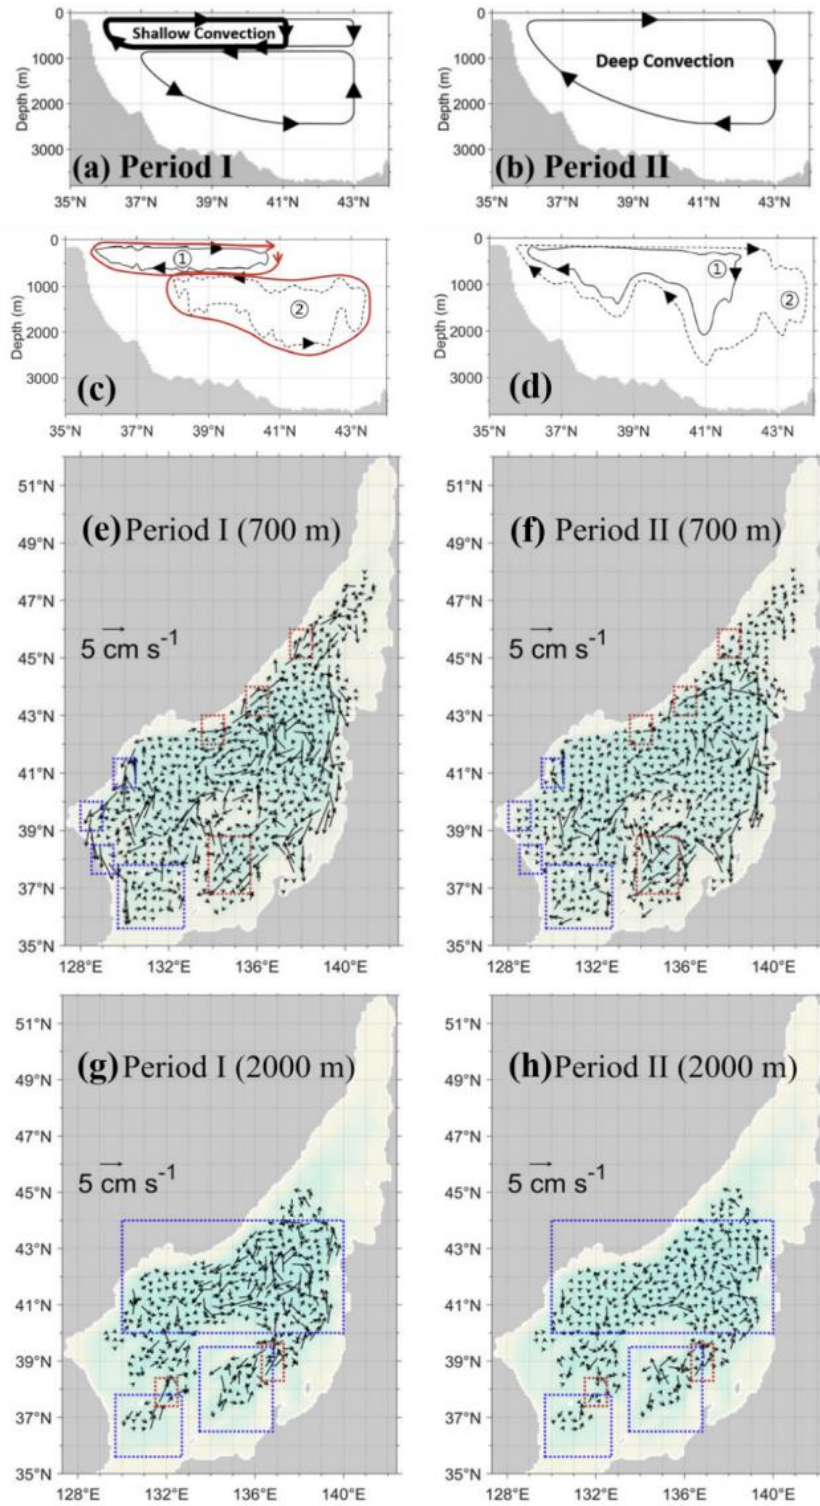 0
1000
2000
3000
Depth (m)
Shallow Convection
(a) Period I
35°N 37°N 39°N 41°N 43°N
0
1000
2000
3000
Depth (m)
Deep Convection
(b) Period II
35°N 37°N 39°N 41°N 43°N
0
1000
2000
3000
Depth (m)
①
②
(c)
35°N 37°N 39°N 41°N 43°N
0
1000
2000
3000
Depth (m)
①
②
(d)
35°N 37°N 39°N 41°N 43°N
(e) Period I (700 m)
5 cm s⁻¹
51°N
49°N
47°N
45°N
43°N
41°N
39°N
37°N
35°N
128°E 132°E 136°E 140°E
(f) Period II (700 m)
5 cm s⁻¹
51°N
49°N
47°N
45°N
43°N
41°N
39°N
37°N
35°N
128°E 132°E 136°E 140°E
(g) Period I (2000 m)
5 cm s⁻¹
51°N
49°N
47°N
45°N
43°N
41°N
39°N
37°N
35°N
128°E 132°E 136°E 140°E
(h) Period II (2000 m)
5 cm s⁻¹
51°N
49°N
47°N
45°N
43°N
41°N
39°N
37°N
35°N
128°E 132°E 136°E 140°E